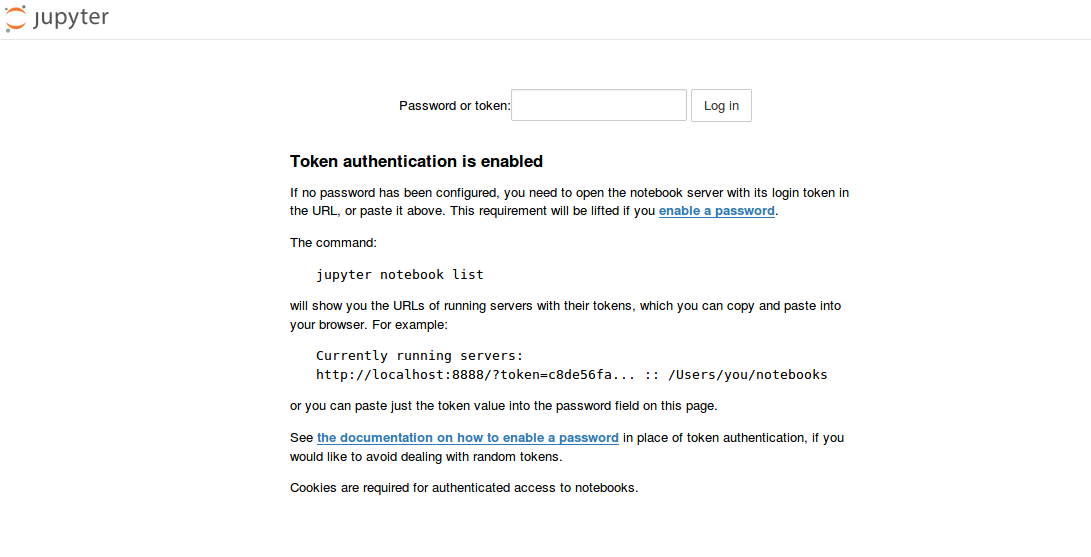 jupyter
Password or token:
Log in
Token authentication is enabled
If no password has been configured, you need to open the notebook server with its login token in
the URL, or paste it above. This requirement will be lifted if you enable a password.
The command:
jupyter notebook list
will show you the URLs of running servers with their tokens, which you can copy and paste into
your browser. For example:
Currently running servers:
http://localhost:8888/?token=c8de56fa... :: /Users/you/notebooks
or you can paste just the token value into the password field on this page.
See the documentation on how to enable a password in place of token authentication, if you
would like to avoid dealing with random tokens.
Cookies are required for authenticated access to notebooks.